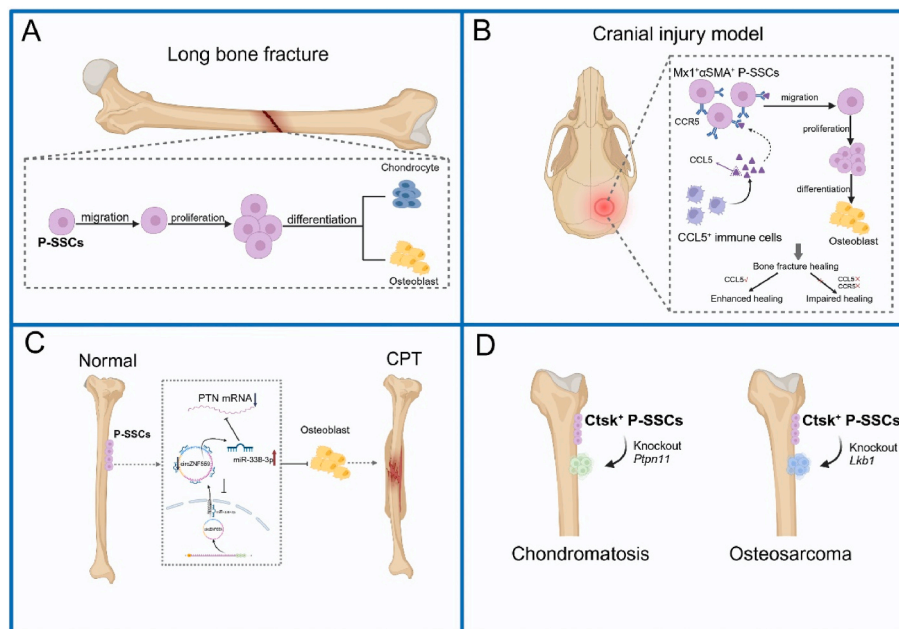 A
Long bone fracture
P-SSCs
migration
proliferation
differentiation
Chondrocyte
Osteoblast
B
Cranial injury model
Mx1⁺αSMA⁺ P-SSCs
migration
CCR5
proliferation
CCL5
differentiation
CCL5⁺ immune cells
Osteoblast
Bone fracture healing
CCL5√
CCL5✕
CCR5✕
Enhanced healing
Impaired healing
C
Normal
CPT
PTN mRNA
P-SSCs
Osteoblast
miR-338-3p
D
Ctsk⁺ P-SSCs
Knockout
Ptpn11
Chondromatosis
Ctsk⁺ P-SSCs
Knockout
Lkb1
Osteosarcoma